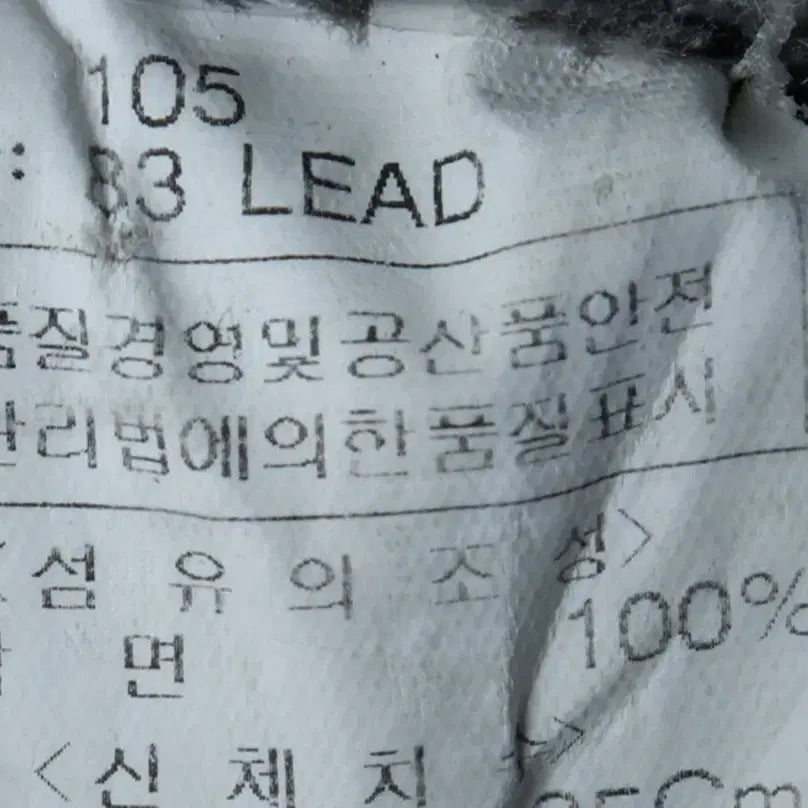 105
: 83 LEAD
품질경영및공산품안전
관리법에의한품질표시
<섬 유 의 조 성>
면 100%
<신 체 치 수>
95Cm